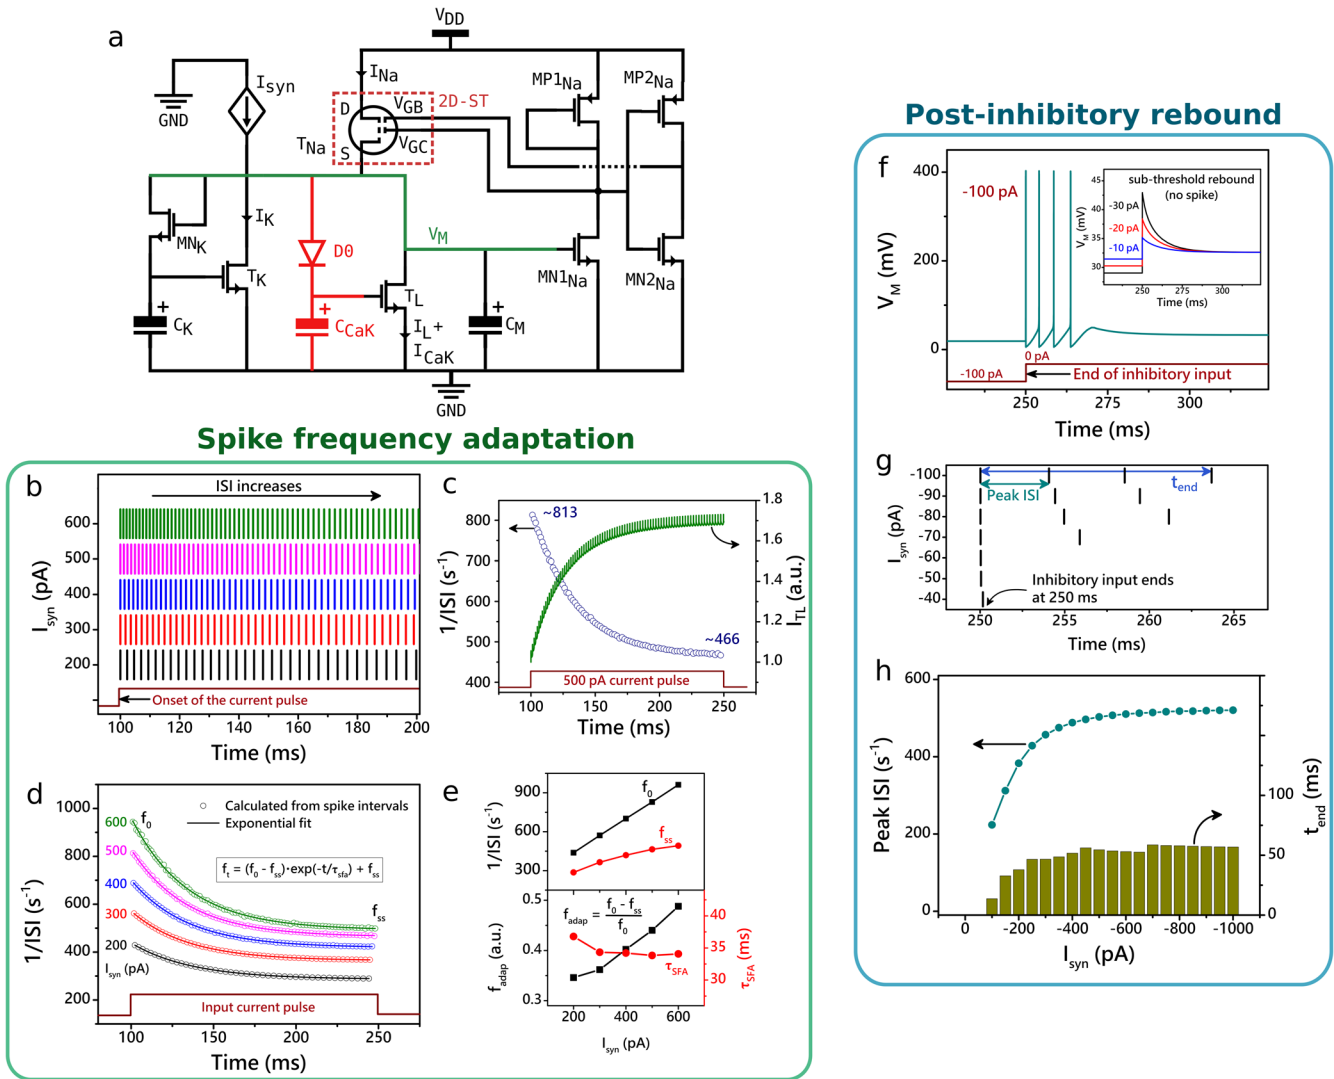 a
V_DD
I_syn
GND
I_Na
D
V_GB
2D-ST
V_GC
T_Na
S
MP1_Na
MP2_Na
I_K
MN_K
T_K
D0
V_M
MN1_Na
MN2_Na
T_L
C_K
C_CaK
I_L+
I_CaK
C_M
GND
Spike frequency adaptation
b
ISI increases
I_syn (pA)
600
500
400
300
200
Onset of the current pulse
100 120 140 160 180 200
Time (ms)
c
~813
~466
1/ISI (s⁻¹)
800
700
600
500
400
I_TL (a.u.)
1.8
1.6
1.4
1.2
1.0
500 pA current pulse
100 150 200 250
Time (ms)
d
Calculated from spike intervals
Exponential fit
f_t = (f_0 - f_ss)·exp(-t/τ_sfa) + f_ss
1/ISI (s⁻¹)
1000
800
600
400
200
600
500
400
300
200
I_syn (pA)
f_0
f_ss
Input current pulse
100 150 200 250
Time (ms)
e
1/ISI (s⁻¹)
900
600
300
f_0
f_ss
f_adap = (f_0 - f_ss)/f_0
f_adap (a.u.)
0.5
0.4
0.3
τ_SFA
τ_SFA (ms)
40
35
30
200 300 400 500 600
I_syn (pA)
Post-inhibitory rebound
f
V_M (mV)
400
200
0
-100 pA
0 pA
-100 pA
End of inhibitory input
sub-threshold rebound
(no spike)
-30 pA
-20 pA
-10 pA
V_M (mV)
45
40
35
30
250 275 300
Time (ms)
250 275 300
Time (ms)
g
I_syn (pA)
-100
-90
-80
-70
-60
-50
-40
Peak ISI
t_end
Inhibitory input ends
at 250 ms
250 255 260 265
Time (ms)
h
Peak ISI (s⁻¹)
600
400
200
0
t_end (ms)
100
50
0
0 -200 -400 -600 -800 -1000
I_syn (pA)